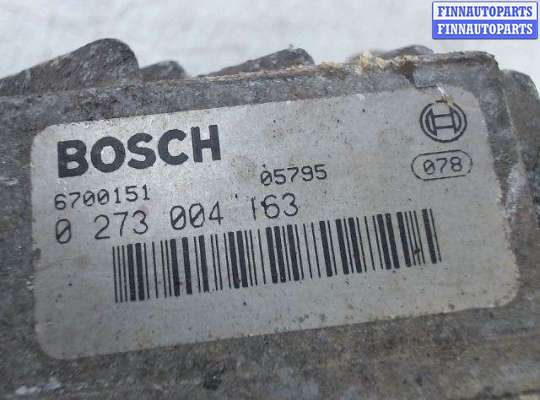 FINNAUTOPARTS
FINNAUTOPARTS
BOSCH
6700151 05795
078
0 273 004 163